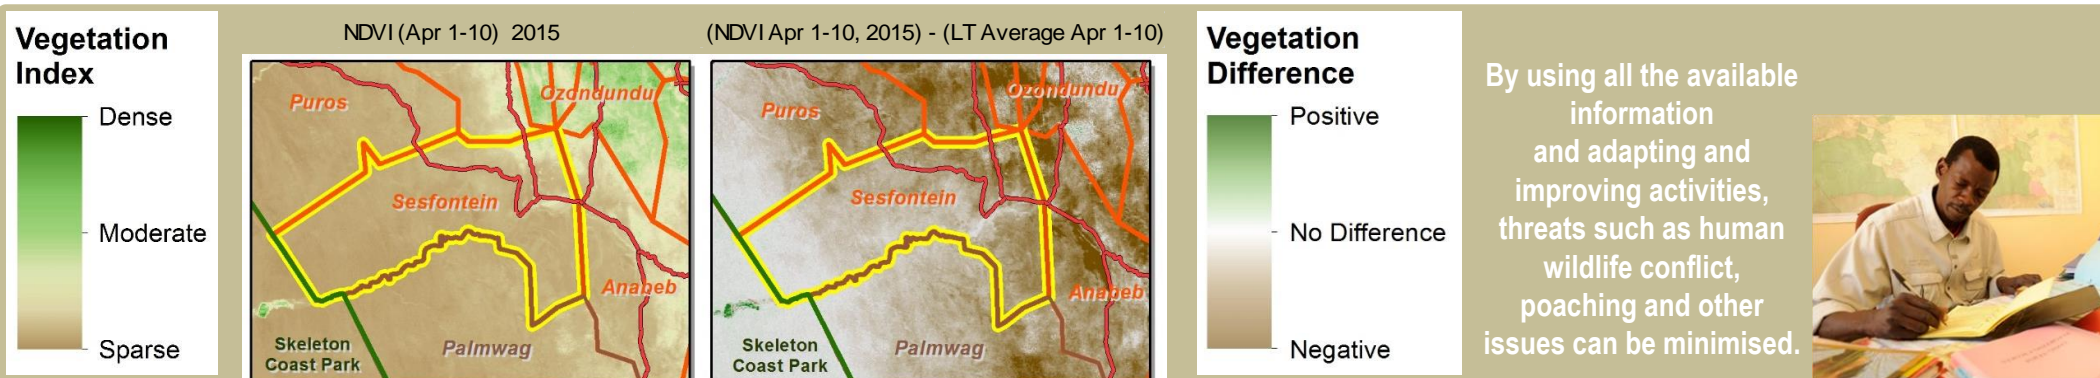 Vegetation
Index
Dense
Moderate
Sparse
NDVI (Apr 1-10) 2015
Puros
Ozondundu
Sesfontein
Anabeb
Skeleton
Coast Park
Palmwag
(NDVI Apr 1-10, 2015) - (LT Average Apr 1-10)
Puros
Ozondundu
Sesfontein
Anabeb
Skeleton
Coast Park
Palmwag
Vegetation
Difference
Positive
No Difference
Negative
By using all the available
information
and adapting and
improving activities,
threats such as human
wildlife conflict,
poaching and other
issues can be minimised.